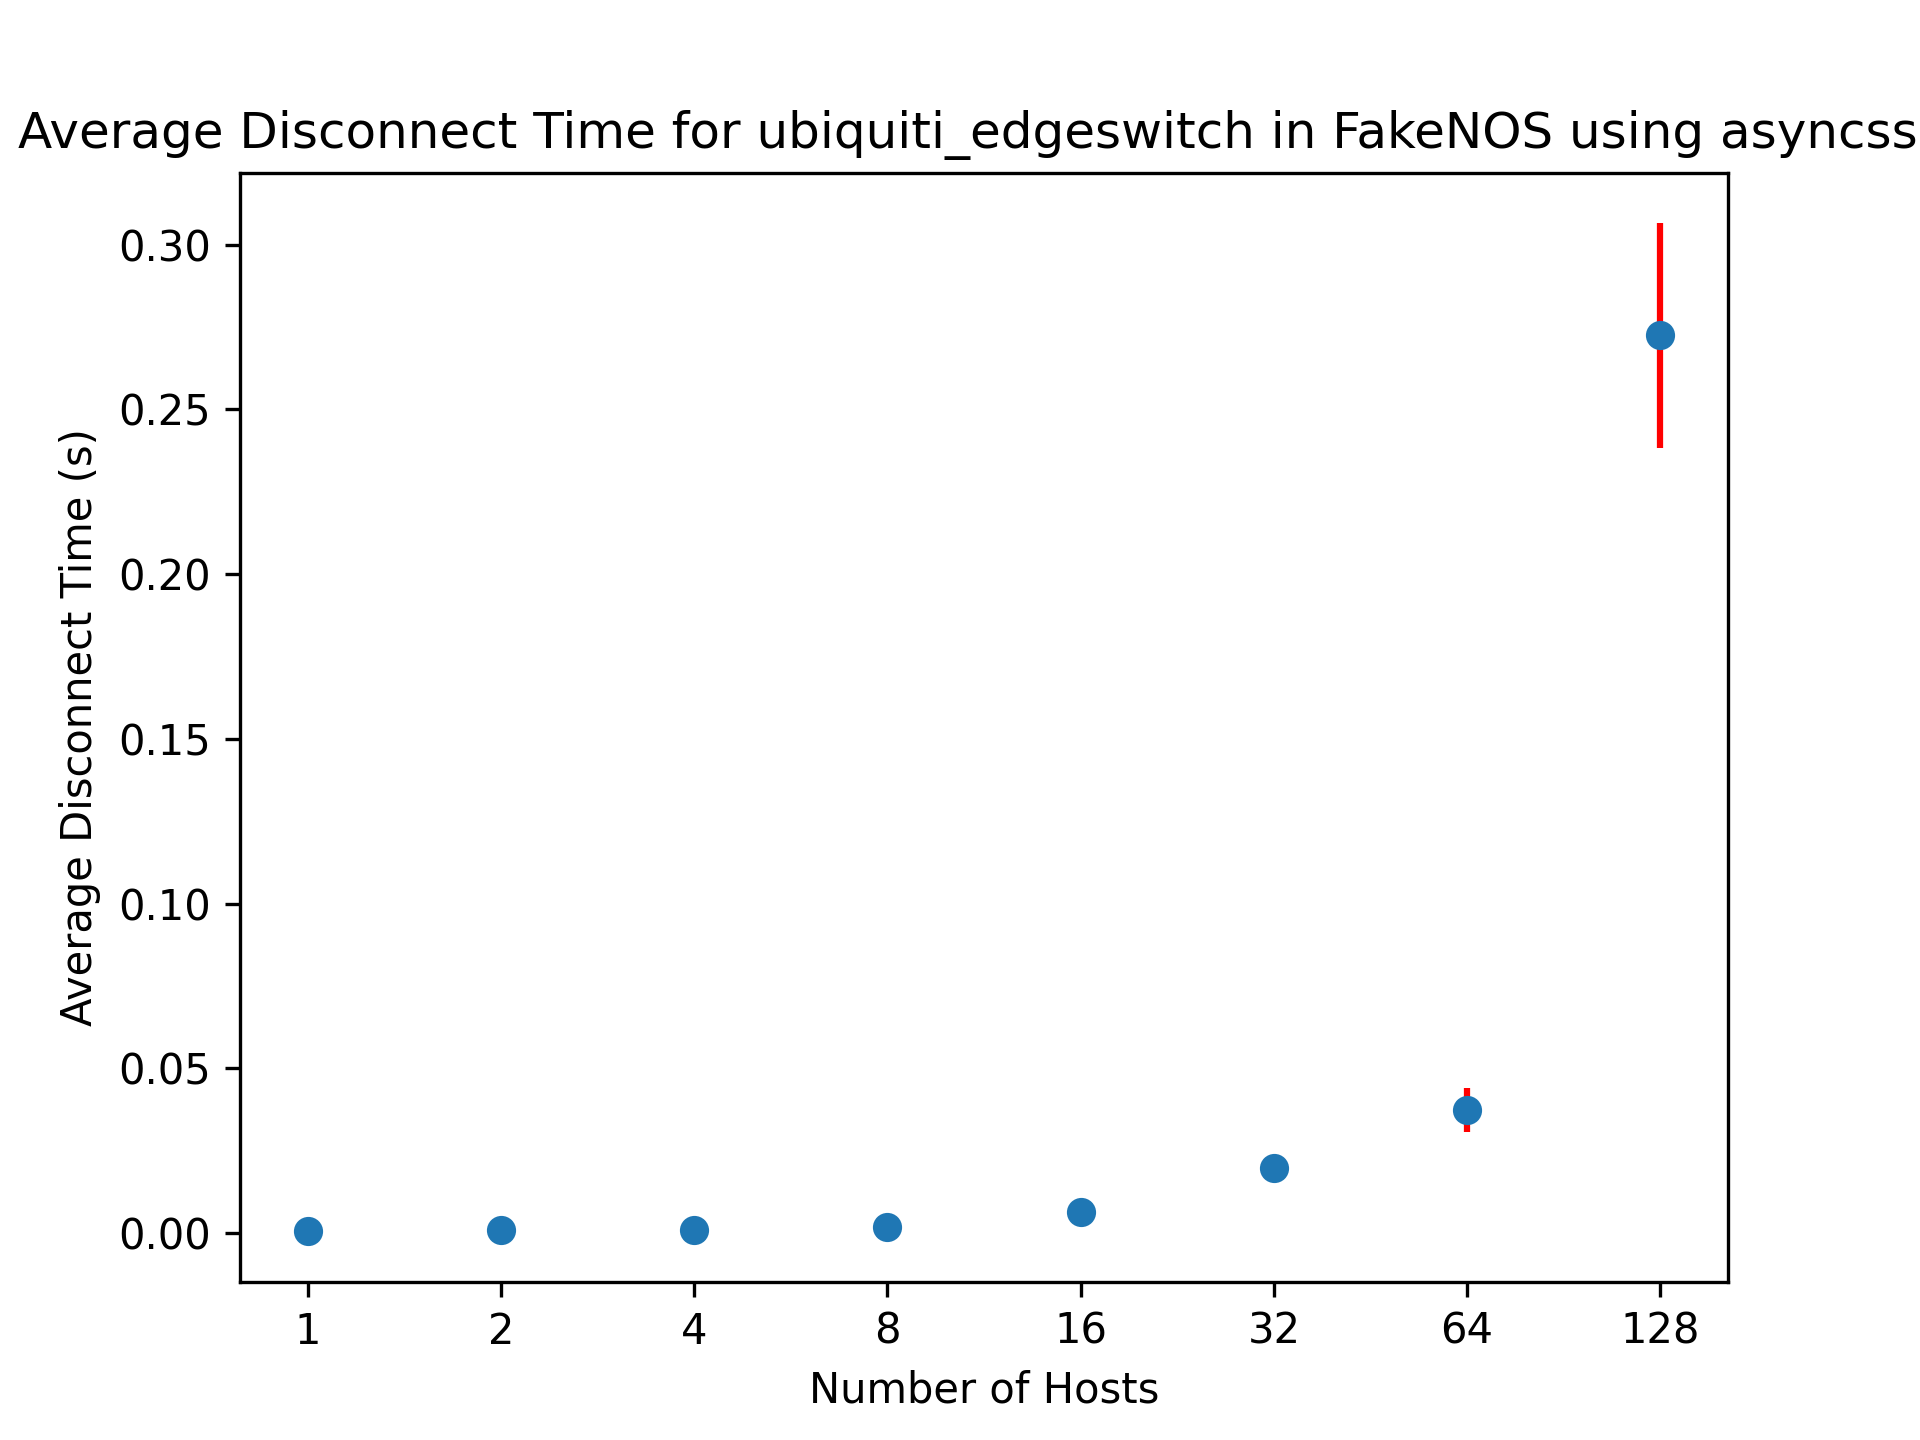 Average Disconnect Time for ubiquiti_edgeswitch in FakeNOS using asyncss
0.30
0.25
0.20
0.15
0.10
0.05
0.00
Average Disconnect Time (s)
1 2 4 8 16 32 64 128
Number of Hosts